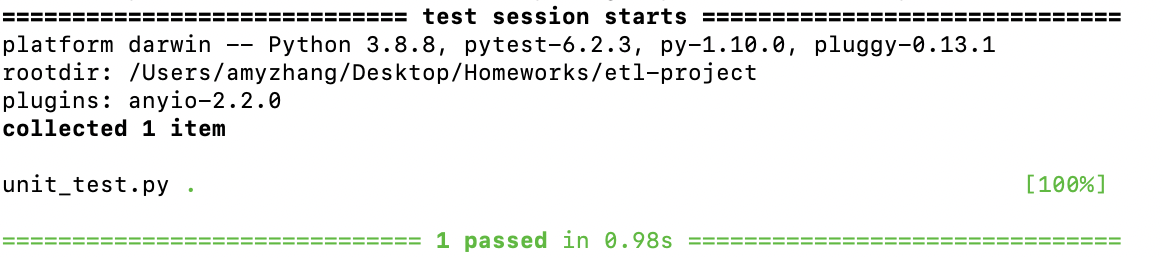 ============================= test session starts ==============================
platform darwin -- Python 3.8.8, pytest-6.2.3, py-1.10.0, pluggy-0.13.1
rootdir: /Users/amyzhang/Desktop/Homeworks/etl-project
plugins: anyio-2.2.0
collected 1 item
unit_test.py . [100%]
============================== 1 passed in 0.98s ===============================